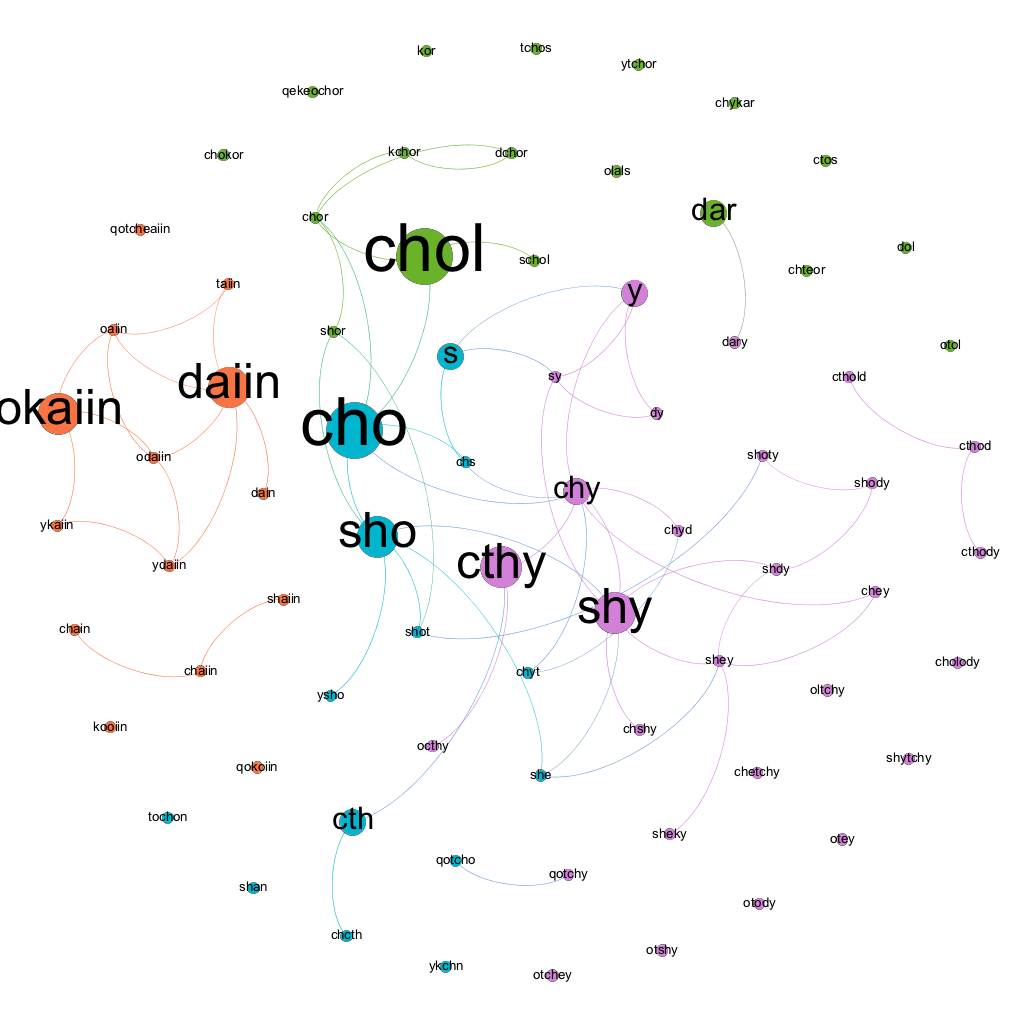 kor
tchos
ytchor
qekeochor
chykar
chokor
kchor
dchor
olals
ctos
chor
dar
qotcheaiin
chol
schol
dol
chteor
taiin
y
oaiin
shor
dary
otol
s
sy
cthold
daiin
okaiin
dy
cho
cthod
odaiin
chs
shoty
dain
chy
shody
ykaiin
sho
chyd
cthody
ydaiin
cthy
shdy
shaiin
shy
chey
chain
shot
chaiin
chyt
shey
cholody
ysho
oltchy
kooiin
octhy
chshy
shytchy
qokoiin
she
chetchy
tochon
cth
sheky
otey
qotcho
qotchy
shan
otody
chcth
otshy
ykchn
otchey